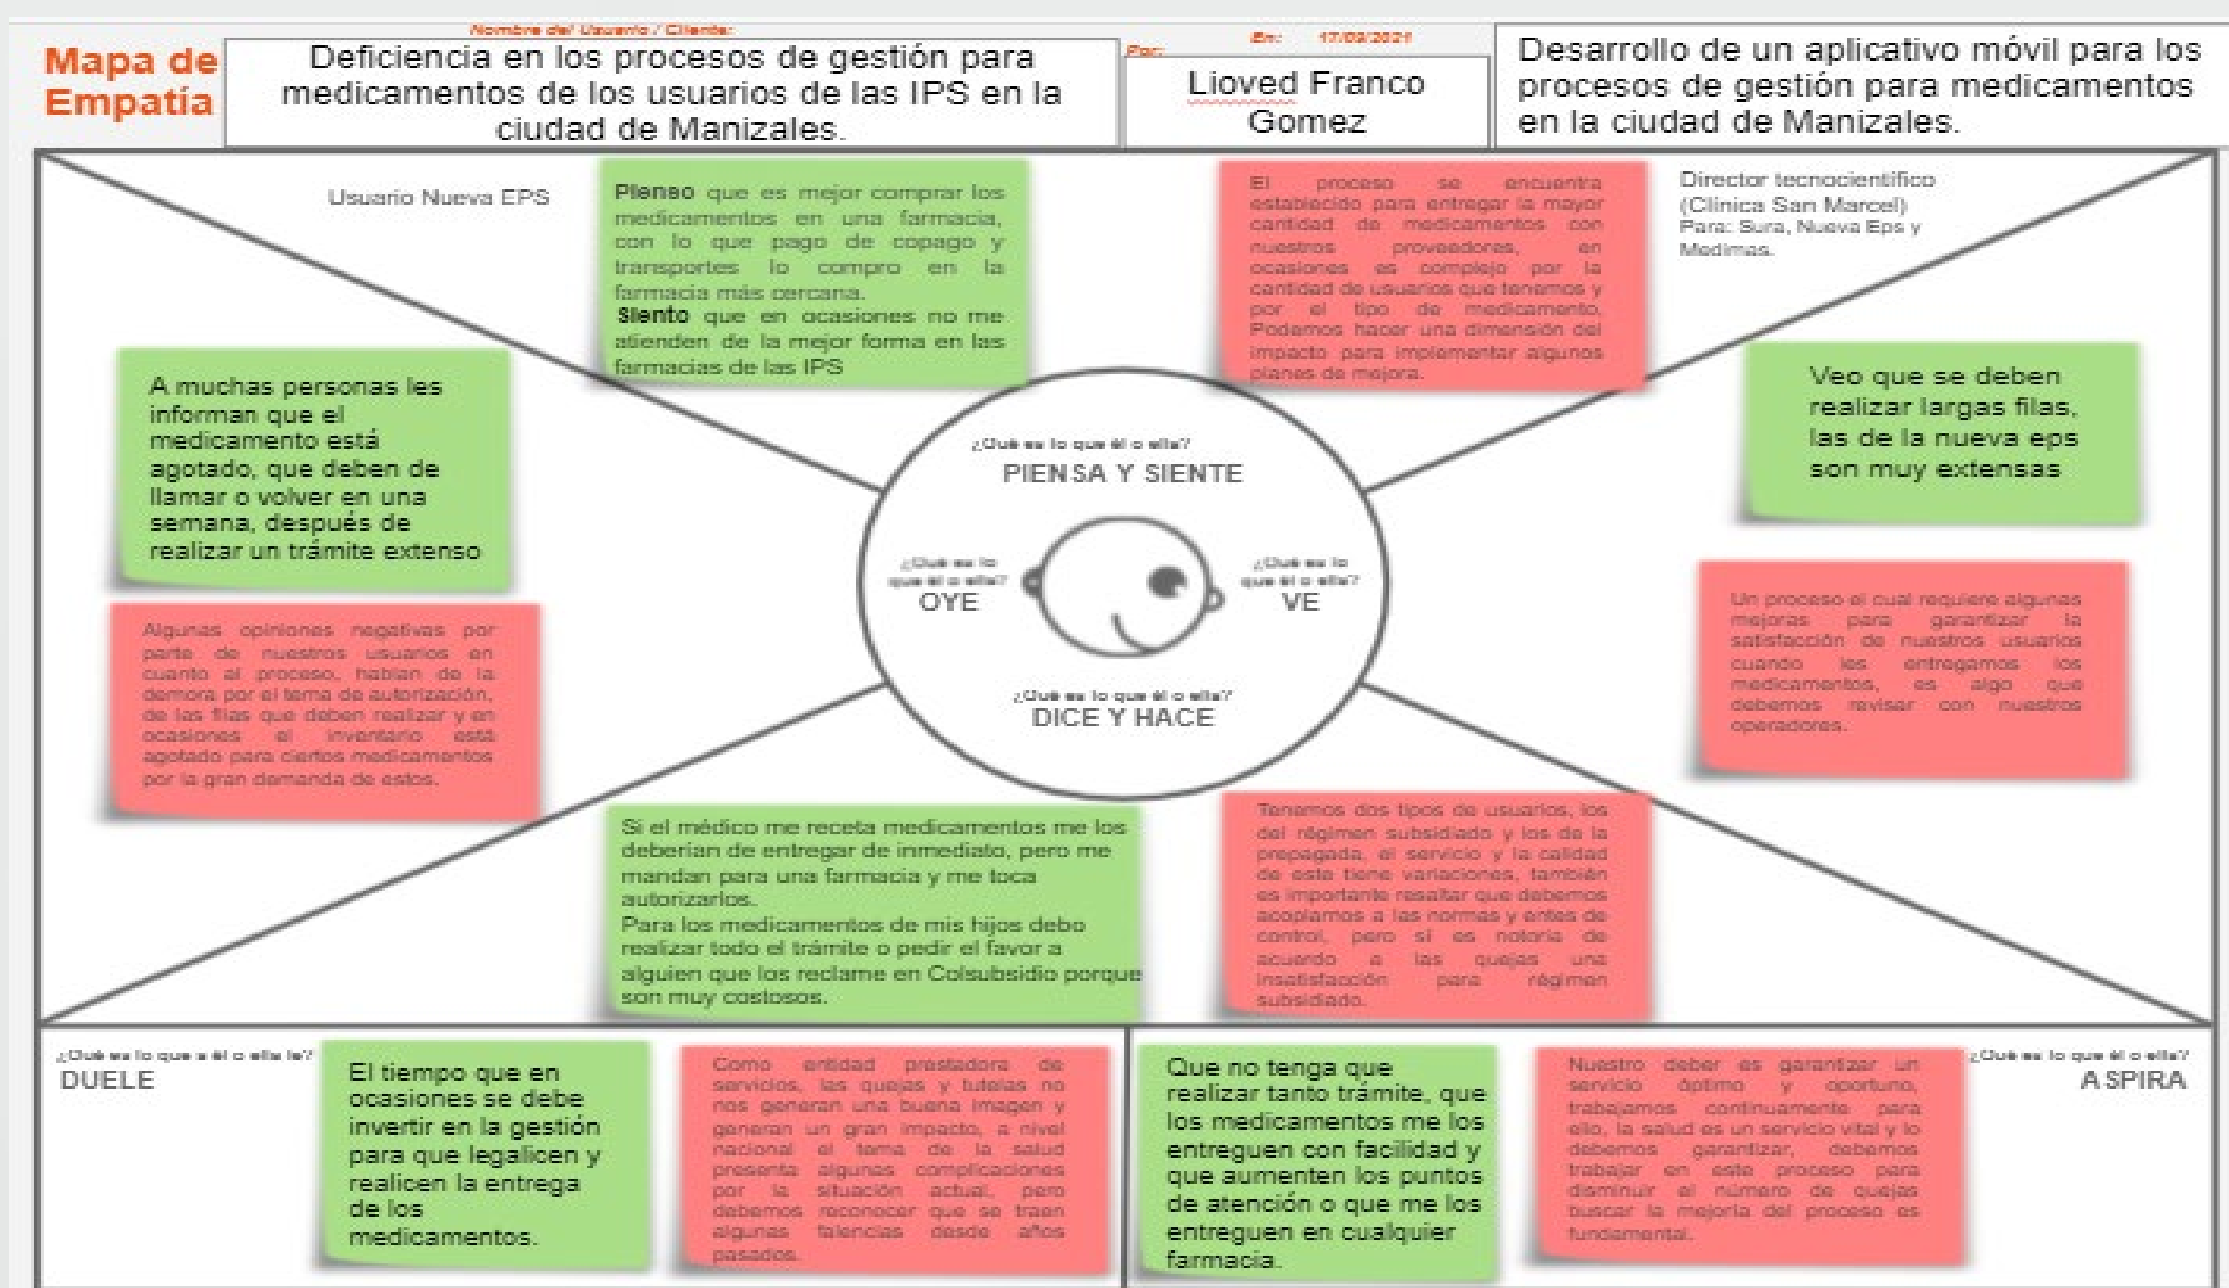 Nombre del Usuario / Cliente:
Mapa de
Empatía
Deficiencia en los procesos de gestión para
medicamentos de los usuarios de las IPS en la
ciudad de Manizales.
Por:
En: 17/03/2021
Lioved Franco
Gomez
Desarrollo de un aplicativo móvil para los
procesos de gestión para medicamentos
en la ciudad de Manizales.
Usuario Nueva EPS
Pienso que es mejor comprar los
medicamentos en una farmacia,
con lo que pago de copago y
transportes lo compro en la
farmacia más cercana.
Siento que en ocasiones no me
atienden de la mejor forma en las
farmacias de las IPS
El proceso se encuentra
establecido para entregar la mayor
cantidad de medicamentos con
nuestros proveedores, en
ocasiones es complejo por la
cantidad de usuarios que tenemos y
por el tipo de medicamento,
Podemos hacer una dimensión del
impacto para implementar algunos
planes de mejora.
Director tecnocientífico
(Clínica San Marcel)
Para: Sura, Nueva Eps y
Medimas.
A muchas personas les
informan que el
medicamento está
agotado, que deben de
llamar o volver en una
semana, después de
realizar un trámite extenso
Algunas opiniones negativas por
parte de nuestros usuarios en
cuanto al proceso, hablan de la
demora por el tema de autorización,
de las filas que deben realizar y en
ocasiones el inventario está
agotado para ciertos medicamentos
por la gran demanda de estos.
¿Qué es lo que él o ella?
PIENSA Y SIENTE
¿Qué es lo
que él o ella?
OYE
¿Qué es lo
que él o ella?
VE
¿Qué es lo que él o ella?
DICE Y HACE
Veo que se deben
realizar largas filas,
las de la nueva eps
son muy extensas
Un proceso el cual requiere algunas
mejoras para garantizar la
satisfacción de nuestros usuarios
cuando les entregamos los
medicamentos, es algo que
debemos revisar con nuestros
operadores.
Si el médico me receta medicamentos me los
deberían de entregar de inmediato, pero me
mandan para una farmacia y me toca
autorizarlos.
Para los medicamentos de mis hijos debo
realizar todo el trámite o pedir el favor a
alguien que los reclame en Colsubsidio porque
son muy costosos.
Tenemos dos tipos de usuarios, los
del régimen subsidiado y los de la
prepagada, el servicio y la calidad
de este tiene variaciones, también
es importante resaltar que debemos
acoplarnos a las normas y entes de
control, pero si es notoria de
acuerdo a las quejas una
insatisfacción para régimen
subsidiado.
¿Qué es lo que a él o ella le?
DUELE
El tiempo que en
ocasiones se debe
invertir en la gestión
para que legalicen y
realicen la entrega
de los
medicamentos.
Como entidad prestadora de
servicios, las quejas y tutelas no
nos generan una buena imagen y
generan un gran impacto, a nivel
nacional el tema de la salud
presenta algunas complicaciones
por la situación actual, pero
debemos reconocer que se traen
algunas falencias desde años
pasados.
Que no tenga que
realizar tanto trámite, que
los medicamentos me los
entreguen con facilidad y
que aumenten los puntos
de atención o que me los
entreguen en cualquier
farmacia.
Nuestro deber es garantizar un
servicio óptimo y oportuno,
trabajamos continuamente para
ello, la salud es un servicio vital y lo
debemos garantizar, debemos
trabajar en este proceso para
disminuir el número de quejas
buscar la mejoría del proceso es
fundamental.
¿Qué es lo que él o ella?
ASPIRA